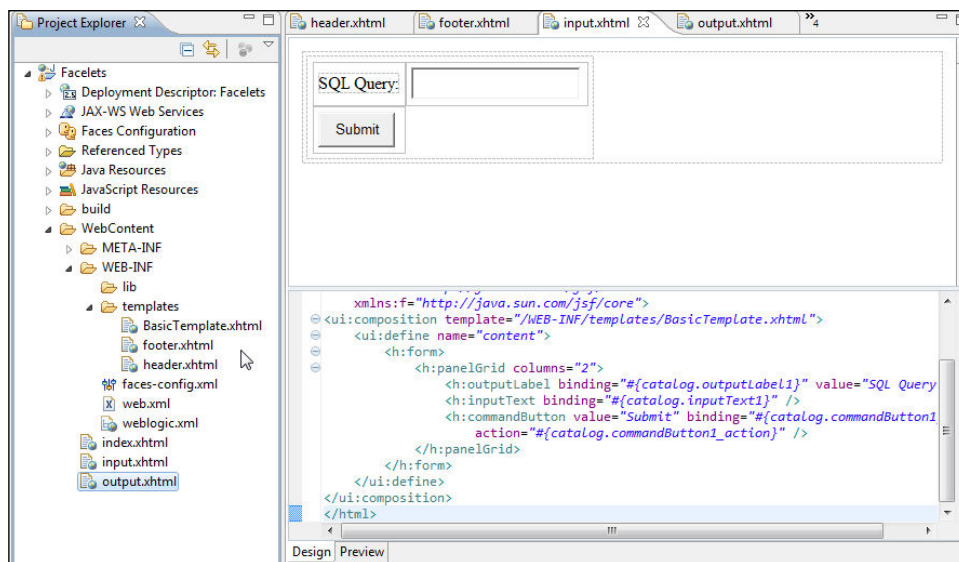 Project Explorer
Facelets
Deployment Descriptor: Facelets
JAX-WS Web Services
Faces Configuration
Referenced Types
Java Resources
JavaScript Resources
build
WebContent
META-INF
WEB-INF
lib
templates
BasicTemplate.xhtml
footer.xhtml
header.xhtml
faces-config.xml
web.xml
weblogic.xml
index.xhtml
input.xhtml
output.xhtml
header.xhtml footer.xhtml input.xhtml output.xhtml 4
SQL Query:
Submit
xmlns:f="http://java.sun.com/jsf/core">
<ui:composition template="/WEB-INF/templates/BasicTemplate.xhtml">
<ui:define name="content">
<h:form>
<h:panelGrid columns="2">
<h:outputLabel binding="#{catalog.outputLabel1}" value="SQL Query
<h:inputText binding="#{catalog.inputText1}" />
<h:commandButton value="Submit" binding="#{catalog.commandButton1
action="#{catalog.commandButton1_action}" />
</h:panelGrid>
</h:form>
</ui:define>
</ui:composition>
</html>
Design Preview